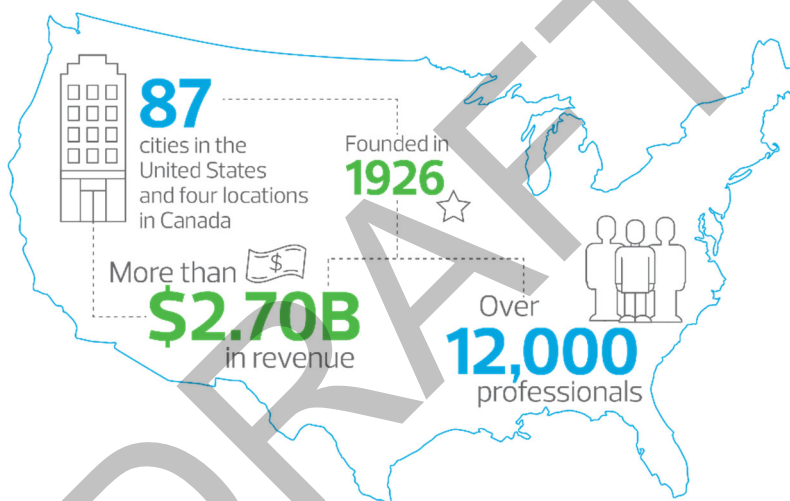 87
cities in the
United States
and four locations
in Canada
Founded in
1926
More than
$
$2.70B
in revenue
Over
12,000
professionals
DRAFT